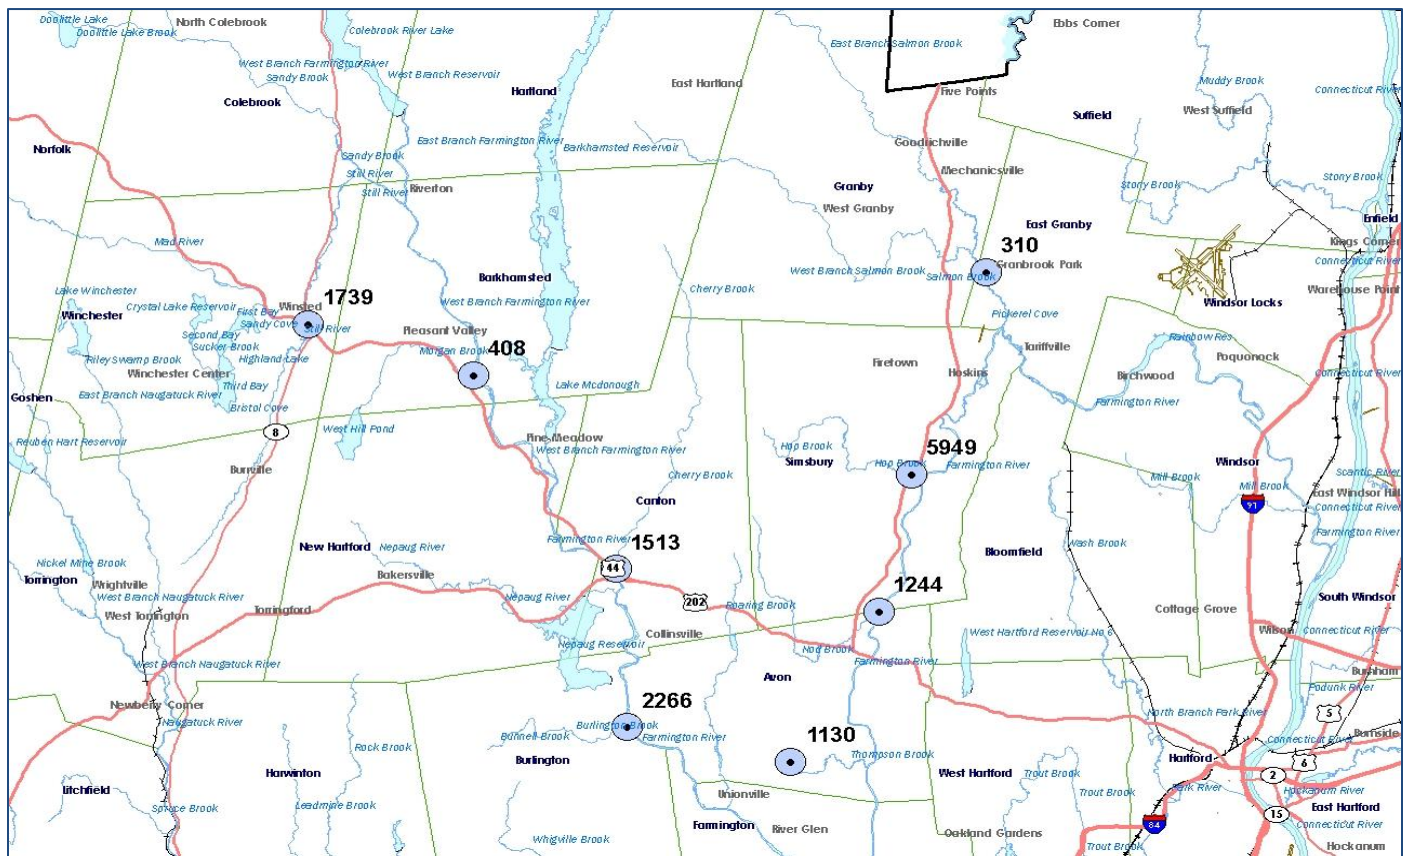 Doolittle Lake
North Colebrook
Colebrook River Lake
Ebbs Corner
Doolittle Lake Brook
East Branch Salmon Brook
West Branch Farmington River
Sandy Brook
West Branch Reservoir
East Hartland
Muddy Brook
Connecticut River
Hartland
Five Points
Colebrook
Suffield
West Suffield
Norfolk
East Branch Farmington River
Barkhamsted Reservoir
Goodrichville
Sandy Brook
Still River
Mechanicsville
Still River
Riverton
Granby
Stony Brook
Stony Brook
West Granby
Enfield
East Granby
Mad River
310
Kings Corner
Granbrook Park
Connecticut River
Barkhamsted
West Branch Salmon Brook
Salmon Brook
Lake Winchester
1739
Cherry Brook
Warehouse Point
Crystal Lake Reservoir
Winsted
West Branch Farmington River
Windsor Locks
Winchester
First Bay
Sandy Cove
Still River
Pickerel Cove
Second Bay
Pleasant Valley
Rainbow Res
Sucker Brook
408
Morgan Brook
Tariffville
Riley Swamp Brook
Highland Lake
Firetown
Poquonock
Winchester Center
Hoskins
Birchwood
Connecticut River
Third Bay
Lake Mcdonough
East Branch Naugatuck River
Goshen
Bristol Cove
Farmington River
8
West Hill Pond
Reuben Hart Reservoir
Pine Meadow
West Branch Farmington River
Hop Brook
5949
Simsbury
Hop Brook
Farmington River
Windsor
Burrville
Cherry Brook
Mill Brook
Mill Brook
Scantic River
East Windsor Hill
Canton
91
Connecticut River
Farmington River
New Hartford
Nepaug River
Farmington River
1513
Wash Brook
Bloomfield
Nickel Mine Brook
44
Torrington
Wrightville
Bakersville
1244
West Branch Naugatuck River
Nepaug River
202
Roaring Brook
South Windsor
West Torrington
Torringford
Cottage Grove
Collinsville
West Hartford Reservoir No 6
Wilson
Connecticut River
Nepaug Reservoir
Nod Brook
Farmington River
West Branch Naugatuck River
Avon
Burnham
Podunk River
Newberry Corner
2266
North Branch Park River
5
Naugatuck River
Burlington Brook
Bunnell Brook
Farmington River
1130
Connecticut River
Burnside
Rock Brook
Thompson Brook
Burlington
Hartford
6
Harwinton
West Hartford
Trout Brook
2
Litchfield
Unionville
Trout Brook
Park River
Hockanum River
Spruce Brook
Leadmine Brook
East Hartford
15
Farmington
River Glen
84
Connecticut River
Oakland Gardens
Whigville Brook
Trout Brook
Hockanum